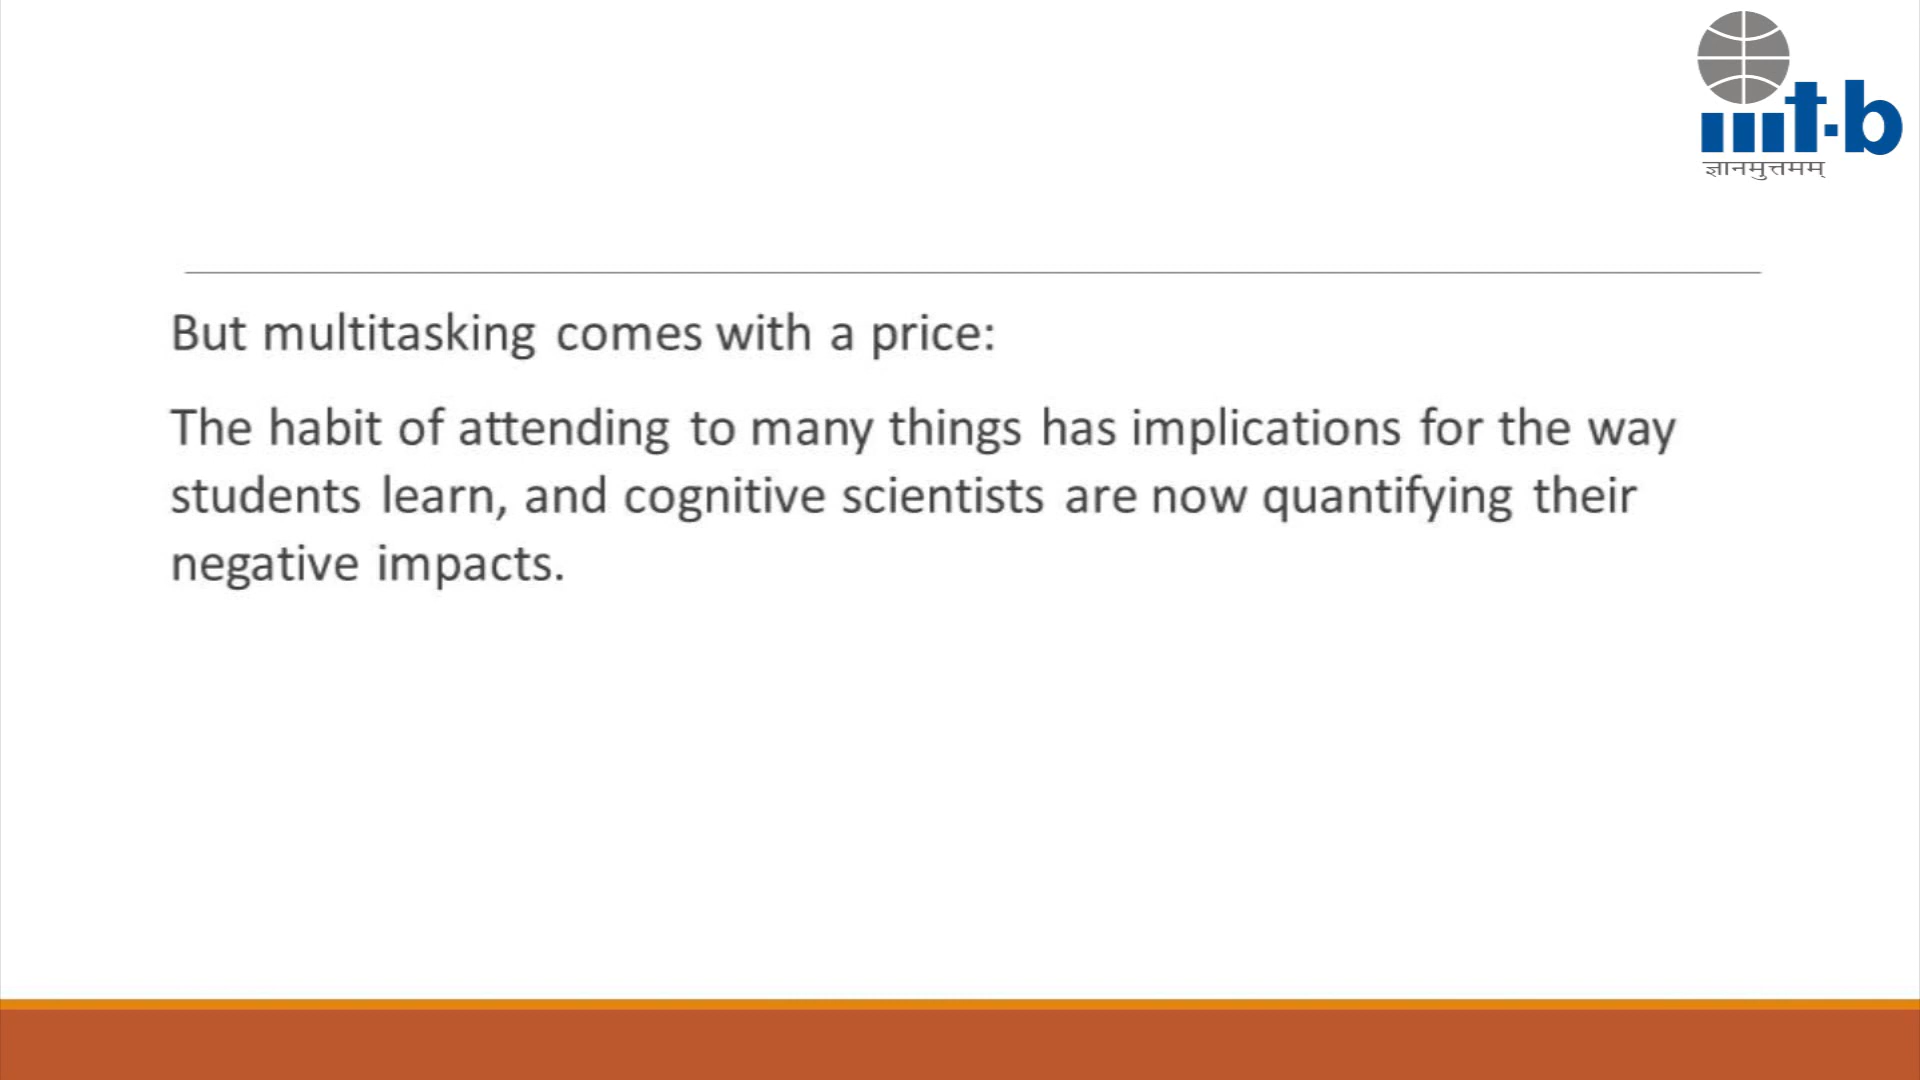 iiit-b
ज्ञानमुत्तमम्
But multitasking comes with a price:
The habit of attending to many things has implications for the way
students learn, and cognitive scientists are now quantifying their
negative impacts.